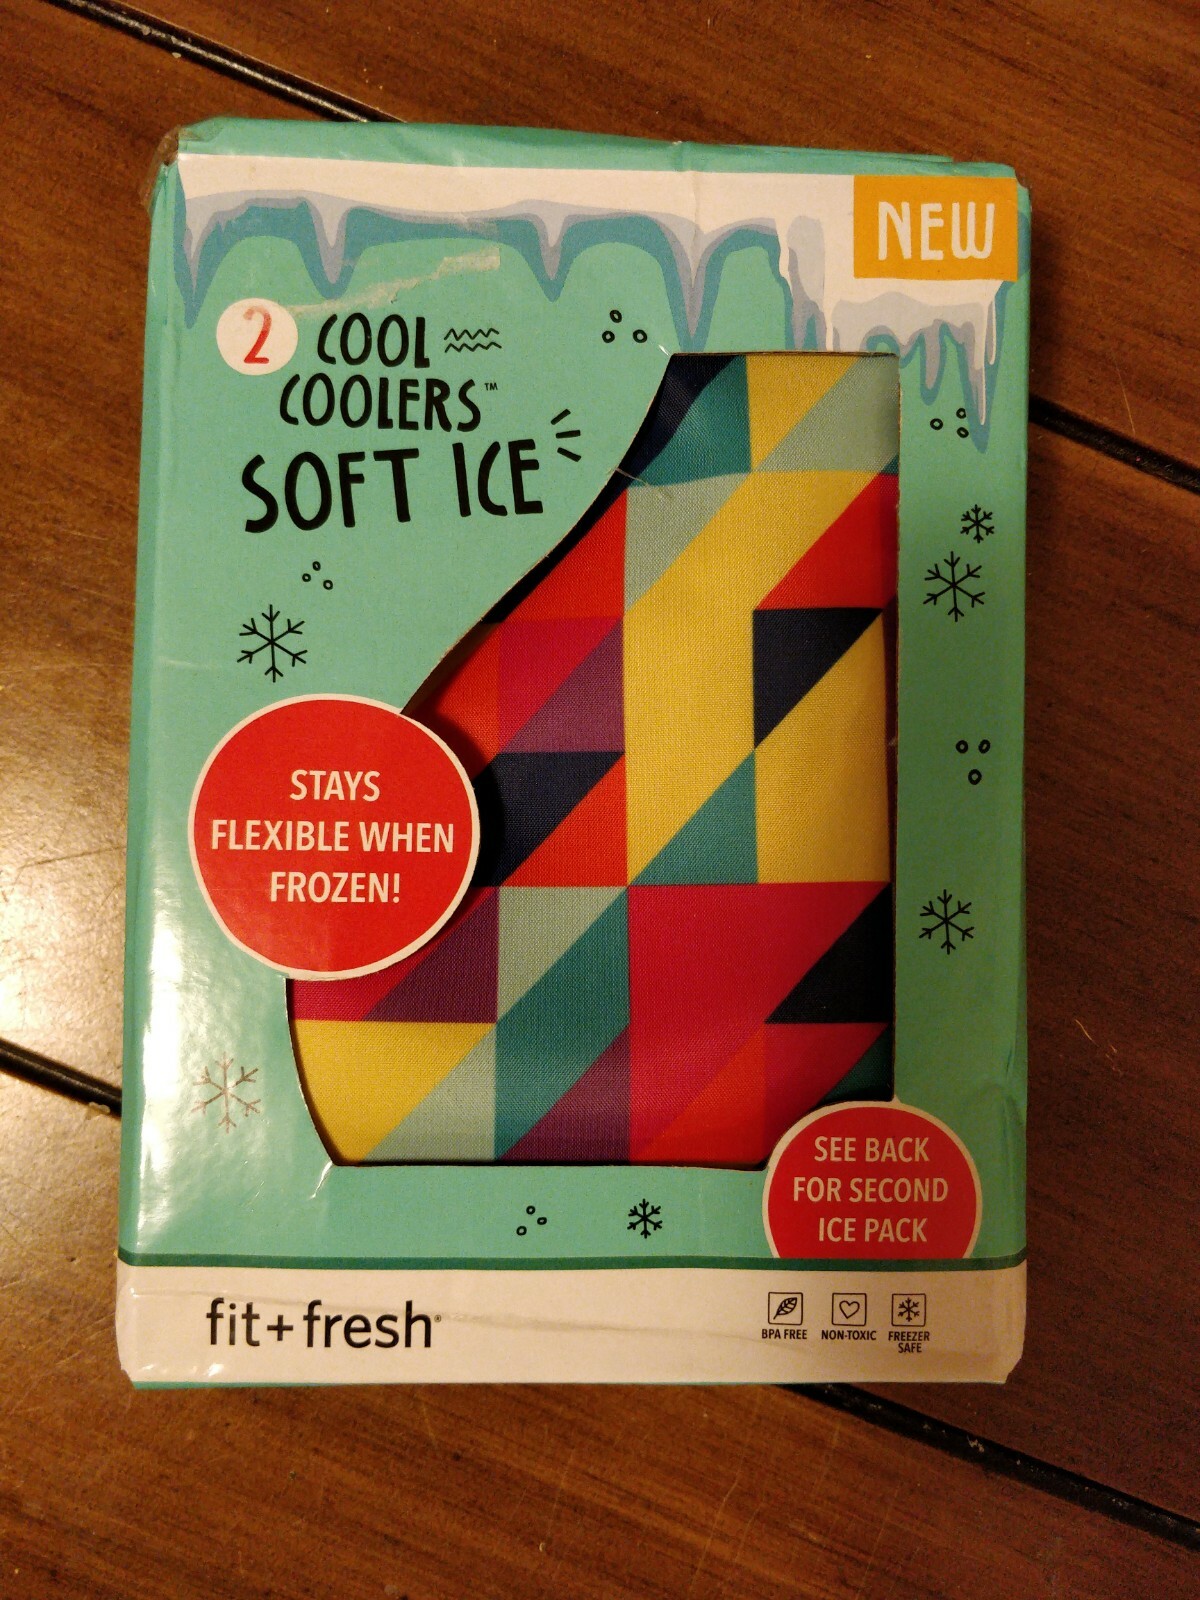 NEW
2 COOL
COOLERS™
SOFT ICE
STAYS
FLEXIBLE WHEN
FROZEN!
SEE BACK
FOR SECOND
ICE PACK
fit+fresh®
BPA FREE
NON-TOXIC
FREEZER
SAFE